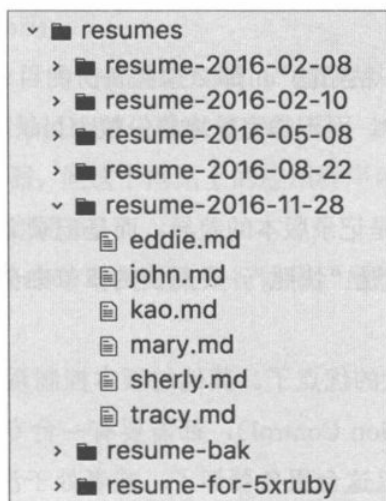 resumes
resume-2016-02-08
resume-2016-02-10
resume-2016-05-08
resume-2016-08-22
resume-2016-11-28
eddie.md
john.md
kao.md
mary.md
sherly.md
tracy.md
resume-bak
resume-for-5xruby